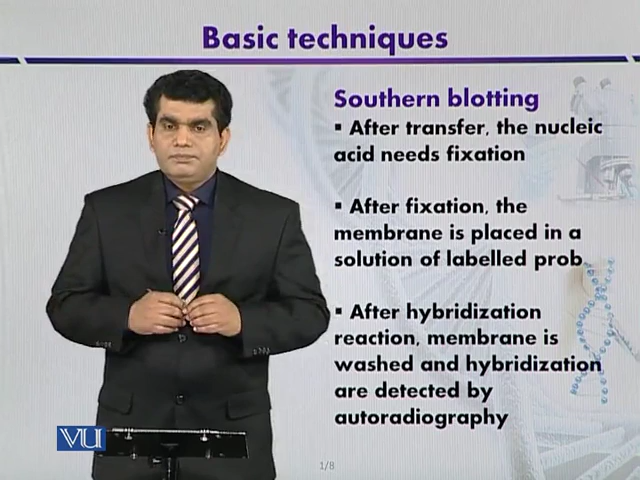 Basic techniques
Southern blotting
▪ After transfer, the nucleic
acid needs fixation
▪ After fixation, the
membrane is placed in a
solution of labelled prob
▪ After hybridization
reaction, membrane is
washed and hybridization
are detected by
autoradiography
VU
1/8